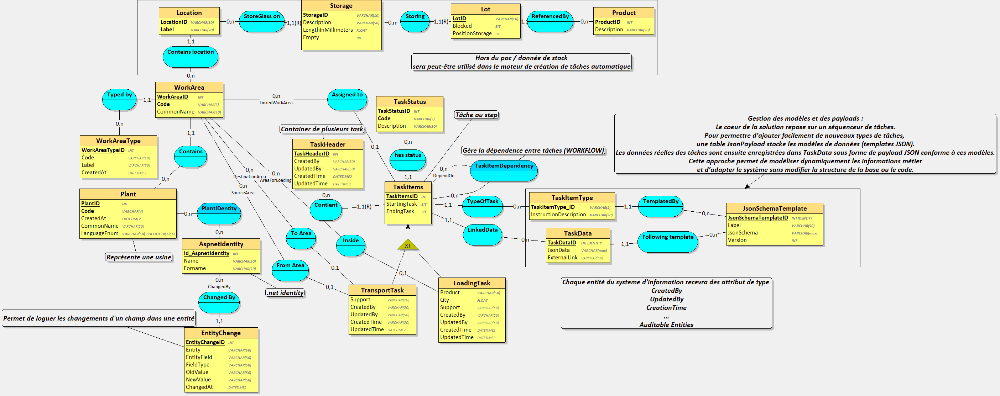 Location
LocationID VARCHAR(10)
Label VARCHAR(20)
0,n
StoreGlass on
1,1(R)
Storage
StorageID VARCHAR(10)
Description VARCHAR(50)
LengthInMillimeters FLOAT
Empty BIT
0,n
Storing
1,1(R)
Lot
LotID VARCHAR(10)
Blocked BIT
PositionStorage INT
1,1
ReferencedBy
0,n
Product
ProductID INT
Description VARCHAR(50)
1,1
Contains location
0,n
Hors du poc / donnée de stock
sera peut-être utilisé dans le moteur de création de tâches automatique
Typed by
1,1
0,n
WorkArea
WorkAreaID INT
Code VARCHAR(5)
CommonName VARCHAR(50)
0,n
LinkedWorkArea
Assigned to
0,1
TaskStatus
TaskStatusID INT
Code VARCHAR(5)
Description VARCHAR(50)
0,n
has status
1,1
Tâche ou step
Container de plusieurs task
Gestion des modèles et des payloads :
Le coeur de la solution repose sur un séquenceur de tâches.
Pour permettre d’ajouter facilement de nouveaux types de tâches,
une table JsonPayload stocke les modèles de données (templates JSON).
Les données réelles des tâches sont ensuite enregistrées dans TaskData sous forme de payload JSON conforme à ces modèles.
Cette approche permet de modéliser dynamiquement les informations métier
et d’adapter le système sans modifier la structure de la base ou le code.
WorkAreaType
WorkAreaTypeID INT
Code VARCHAR(10)
Label VARCHAR(50)
CreatedAt DATETIME2
1,1
Contains
0,n
0,n
DestinationArea
0,n
AreaForLoading
0,n
SourceArea
TaskHeader
TaskHeaderID INT
CreatedBy VARCHAR(50)
UpdatedBy VARCHAR(50)
CreatedTime DATETIME2
UpdatedTime DATETIME2
0,n
Contient
1,1(R)
Gère la dépendence entre tâches (WORKFLOW)
TaskItemDependency
0,n
DependOn
0,n
TaskItems
TaskItemsID INT
StartingTask BIT
EndingTask BIT
1,1
TypeOfTask
0,n
1,1
LinkedData
0,n
TaskItemType
TaskItemType_ID VARCHAR(4)
InstructionDescription VARCHAR(20)
1,1
TemplatedBy
0,n
JsonSchemaTemplate
JsonSchemaTemplateID INT IDENTITY
Label VARCHAR(50)
JsonSchema VARCHAR(max)
Version INT
TaskData
TaskDataID INT IDENTITY
JsonData VARCHAR(max)
ExternalLink VARCHAR(50)
1,1
Following template
0,n
Plant
PlantID INT
Code VARCHAR(4)
CreatedAt DATETIME2
CommonName VARCHAR(50)
LanguageEnum VARCHAR(50) COLLATE EN,FR,ES
0,n
PlantIDentity
0,n
Représente une usine
AspnetIdentity
Id_AspnetIdentity INT
Name VARCHAR(50)
Forname VARCHAR(50)
.net identity
To Area
0,1
From Area
0,1
Inside
0,1
XT
TransportTask
Support VARCHAR(20)
CreatedBy VARCHAR(50)
UpdatedBy VARCHAR(50)
CreatedTime VARCHAR(50)
UpdatedTime DATETIME2
LoadingTask
Product VARCHAR(50)
Qty FLOAT
Support VARCHAR(50)
CreatedBy VARCHAR(50)
UpdatedBy VARCHAR(50)
CreatedTime DATETIME2
UpdatedTime DATETIME2
Chaque entité du systeme d'information recevra des attribut de type
CreatedBy
UpdatedBy
CreationTime
...
Auditable Entities
0,n
ChangedBy
Changed By
1,1
Permet de loguer les changements d'un champ dans une entité
EntityChange
EntityChangeID INT
Entity VARCHAR(50)
EntityField VARCHAR(50)
FieldType VARCHAR(50)
OldValue VARCHAR(50)
NewValue VARCHAR(50)
ChangedAt DATETIME2